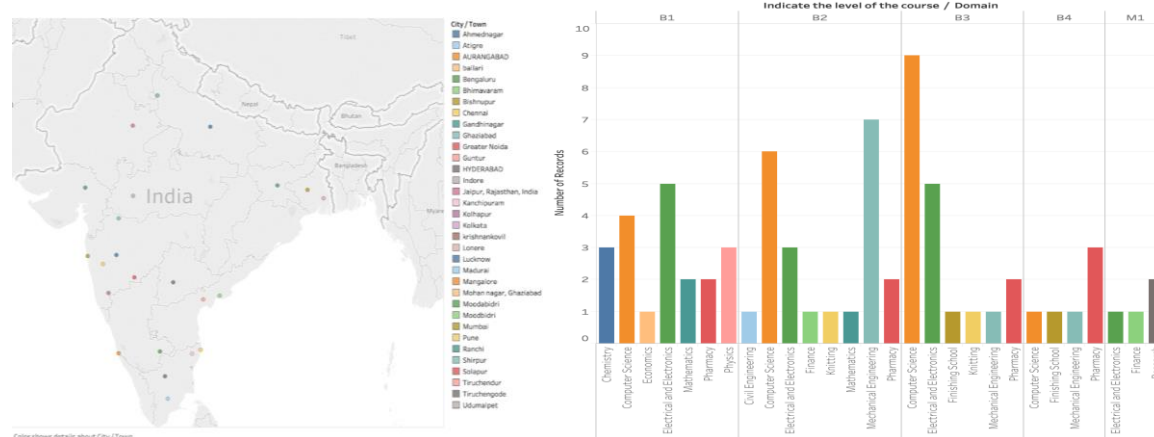 Tibet
Nepal
Bhutan
Bangladesh
India
City / Town
Ahmednagar
Atigre
AURANGABAD
ballari
Bengaluru
Bhimavaram
Bishnupur
Chennai
Gandhinagar
Ghaziabad
Greater Noida
Guntur
HYDERABAD
Indore
Jaipur, Rajasthan, India
Kanchipuram
Kolhapur
Kolkata
krishnankovil
Lonere
Lucknow
Madurai
Mangalore
Mohan nagar, Ghaziabad
Moodabidri
Moodbidri
Mumbai
Pune
Ranchi
Shirpur
Solapur
Tiruchendur
Tiruchengode
Udumalpet
Color shows details about City / Town.
Indicate the level of the course / Domain
B1 B2 B3 B4 M1
Number of Records
10
9
8
7
6
5
4
3
2
1
0
Chemistry
Computer Science
Economics
Electrical and Electronics
Mathematics
Pharmacy
Physics
Civil Engineering
Computer Science
Electrical and Electronics
Finance
Knitting
Mathematics
Mechanical Engineering
Pharmacy
Computer Science
Electrical and Electronics
Finishing School
Knitting
Mechanical Engineering
Pharmacy
Computer Science
Finishing School
Mechanical Engineering
Pharmacy
Electrical and Electronics
Finance